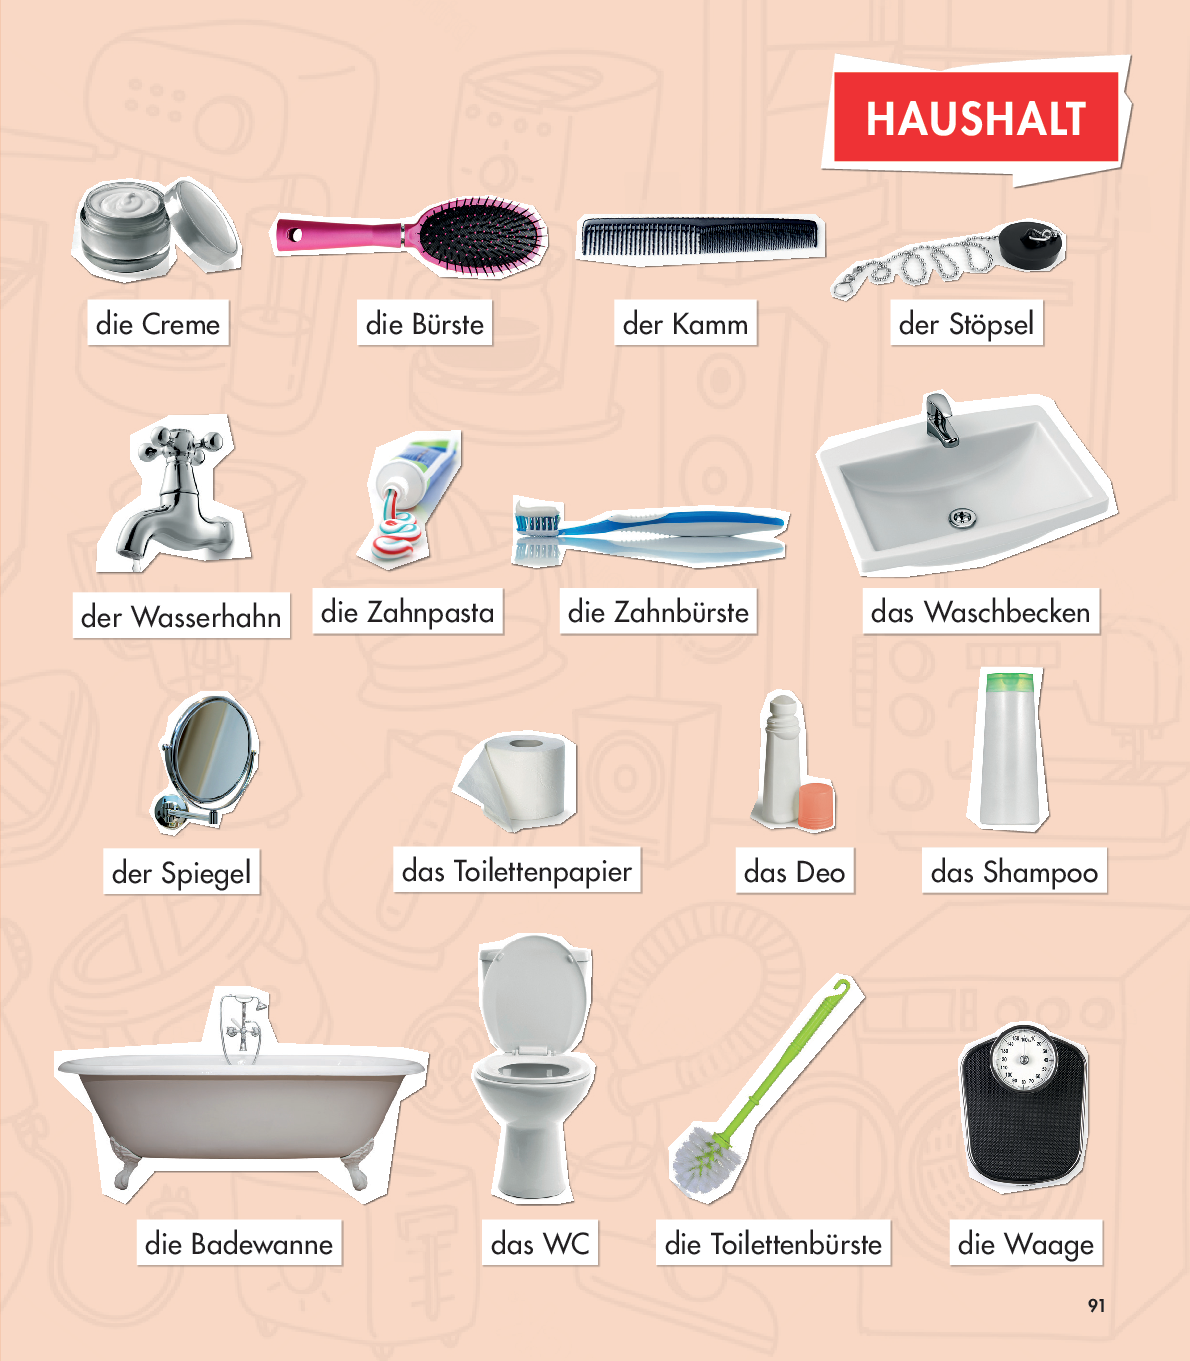 HAUSHALT
die Creme
die Bürste
der Kamm
der Stöpsel
der Wasserhahn
die Zahnpasta
die Zahnbürste
das Waschbecken
der Spiegel
das Toilettenpapier
das Deo
das Shampoo
die Badewanne
das WC
die Toilettenbürste
die Waage
91